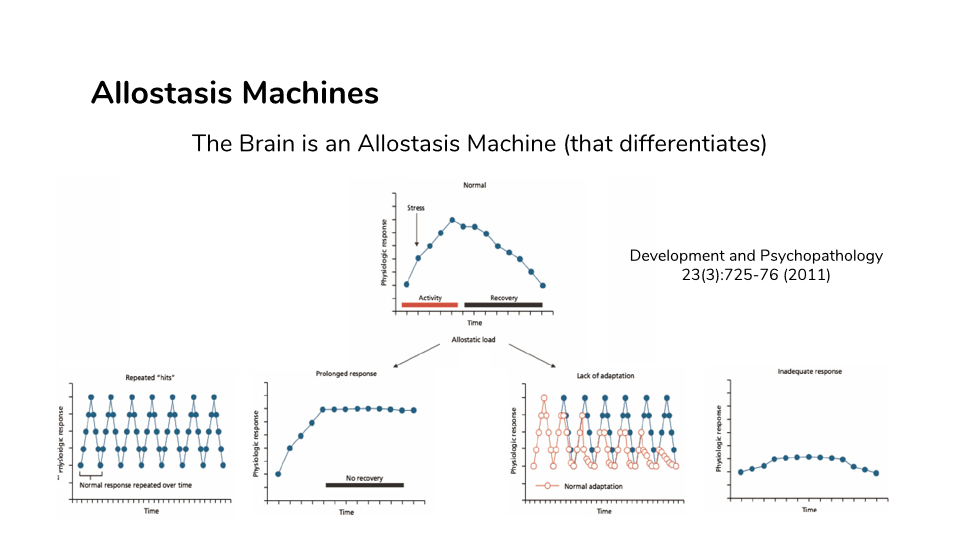 Allostasis Machines
The Brain is an Allostasis Machine (that differentiates)
Normal
Stress
Physiologic response
Activity
Recovery
Time
Development and Psychopathology
23(3):725-76 (2011)
Allostatic load
Repeated "hits"
Physiologic response
Normal response repeated over time
Time
Prolonged response
Physiologic response
No recovery
Time
Lack of adaptation
Physiologic response
Normal adaptation
Time
Inadequate response
Physiologic response
Time